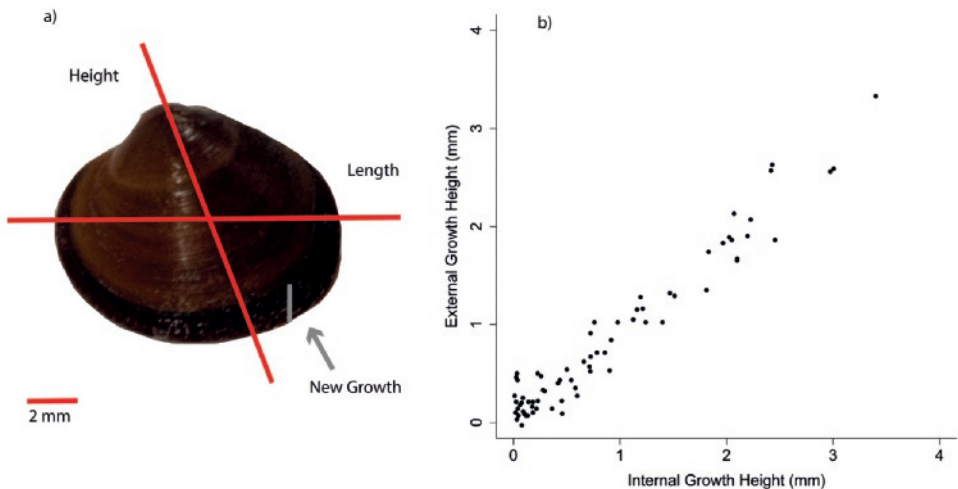 a)
Height
Length
New Growth
2 mm
b)
External Growth Height (mm)
4
3
2
1
0
0 1 2 3 4
Internal Growth Height (mm)